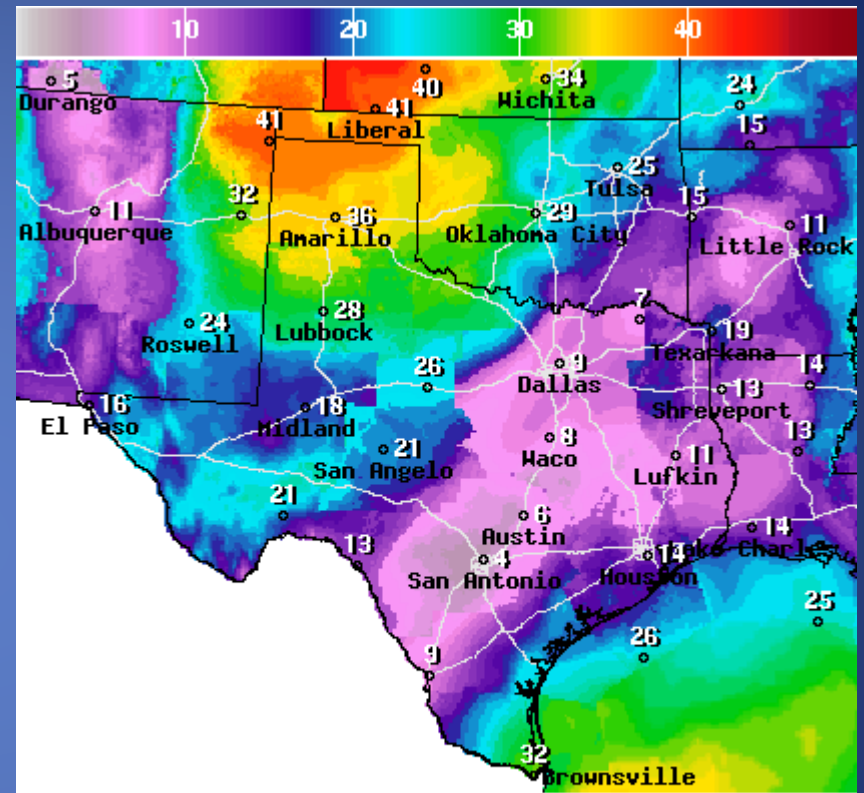 10 20 30 40
5
Durango
40
34
Wichita
24
41
41
Liberal
15
25
Tulsa
11
Albuquerque
32
36
Amarillo
29
Oklahoma City
15
11
Little Rock
24
Roswell
28
Lubbock
7
19
Texarkana
9
Dallas
26
16
El Paso
18
Midland
13
Shreveport
14
21
San Angelo
8
Waco
11
Lufkin
13
21
6
Austin
13
4
San Antonio
14
Houston
14
Lake Charl
9
26
25
32
Brownsville